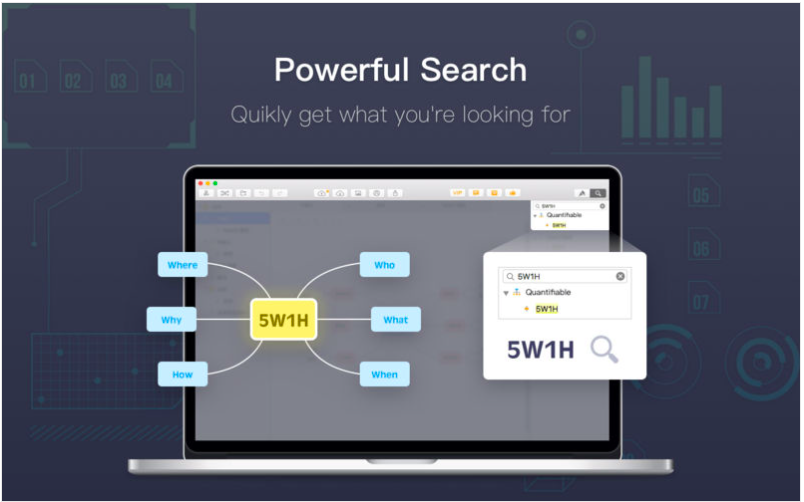 Powerful Search
Quikly get what you're looking for
01 02 03 04
05
06
07
VIP
5W1H
Quantifiable
5W1H
Where
Why
How
5W1H
Who
What
When
5W1H
Quantifiable
5W1H
5W1H